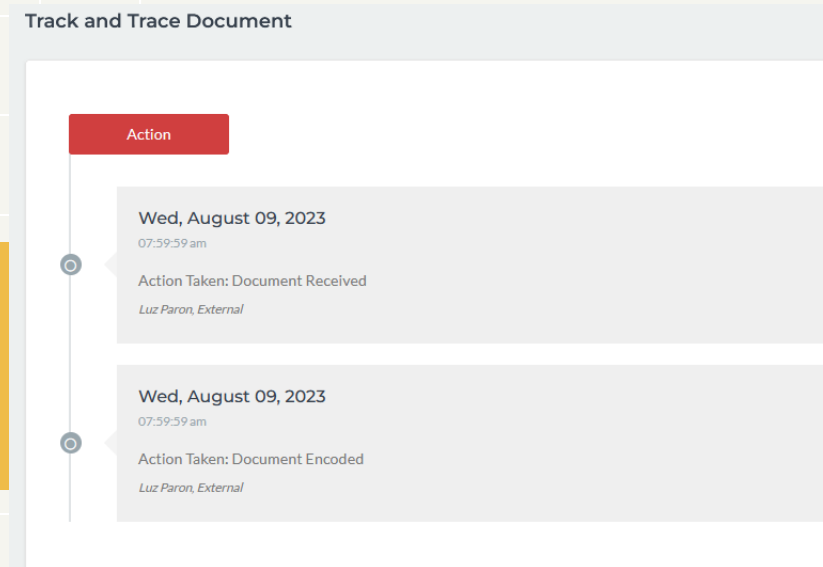 Track and Trace Document
Action
Wed, August 09, 2023
07:59:59 am
Action Taken: Document Received
Luz Paron, External
Wed, August 09, 2023
07:59:59 am
Action Taken: Document Encoded
Luz Paron, External